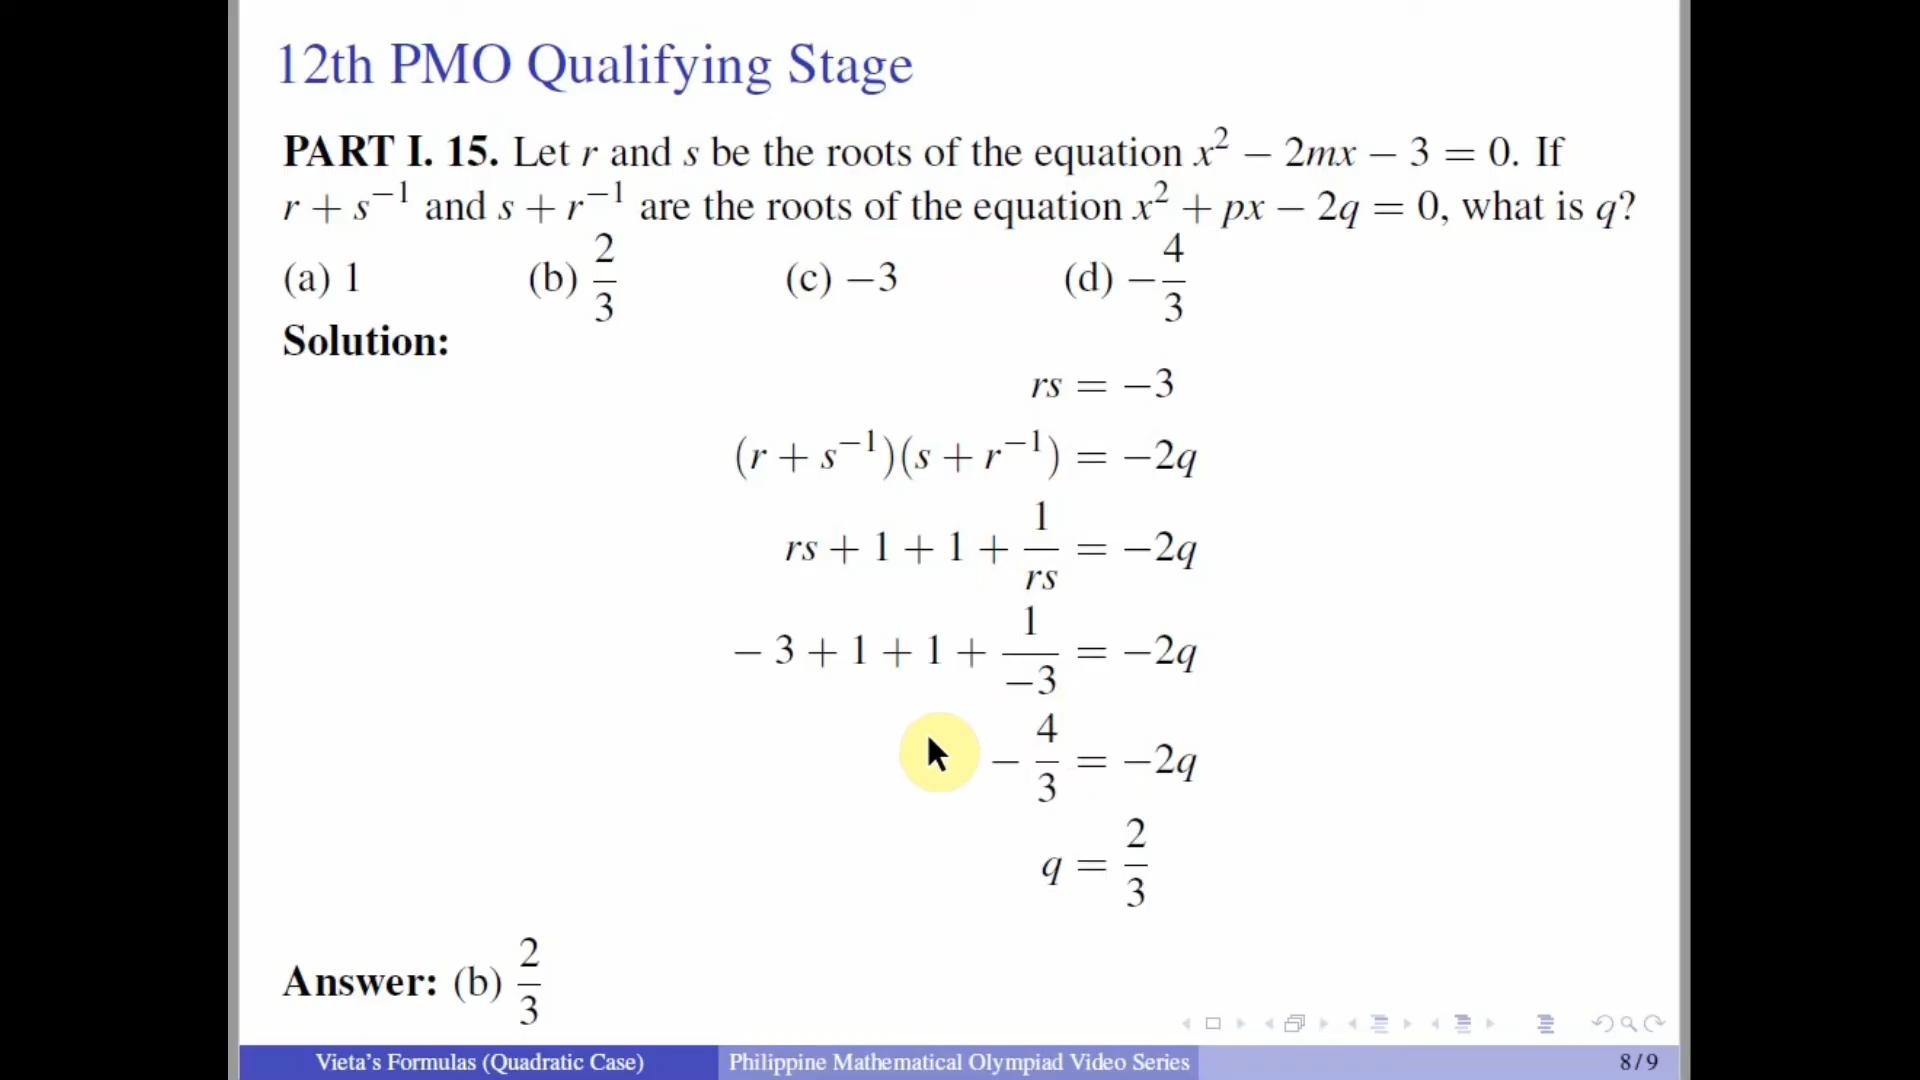 12th PMO Qualifying Stage
PART I. 15. Let r and s be the roots of the equation x² − 2mx − 3 = 0. If
r + s⁻¹ and s + r⁻¹ are the roots of the equation x² + px − 2q = 0, what is q?
(a) 1 (b) 2/3 (c) −3 (d) −4/3
Solution:
rs = −3
(r + s⁻¹)(s + r⁻¹) = −2q
rs + 1 + 1 + 1/rs = −2q
− 3 + 1 + 1 + 1/−3 = −2q
− 4/3 = −2q
q = 2/3
Answer: (b) 2/3
Vieta's Formulas (Quadratic Case) Philippine Mathematical Olympiad Video Series 8/9